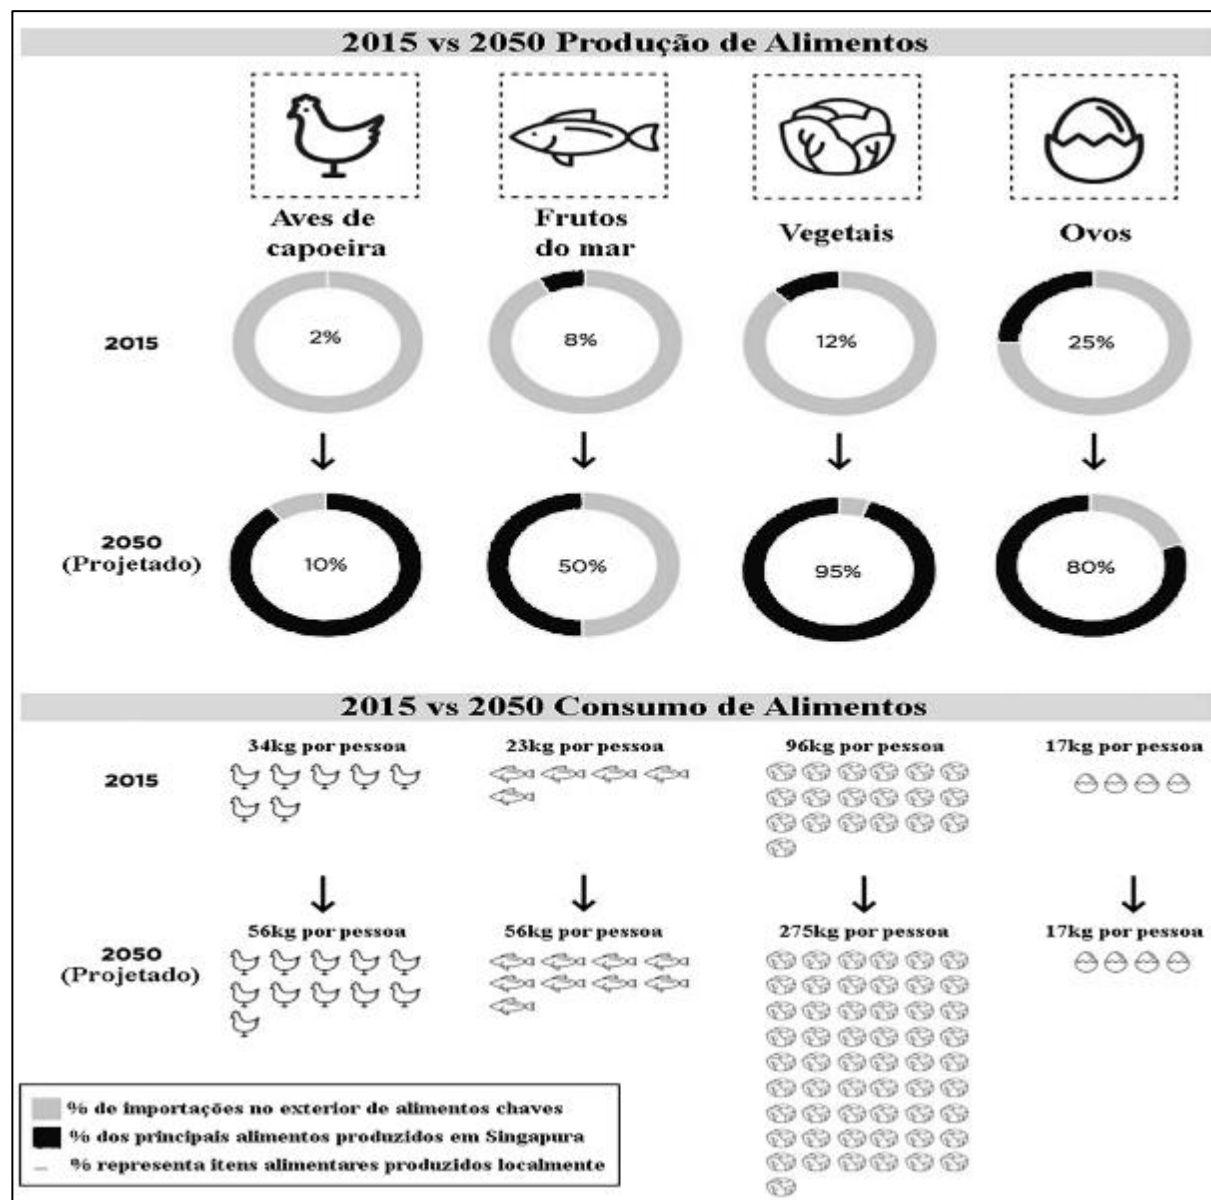 2015 vs 2050 Produção de Alimentos
Aves de
capoeira
Frutos
do mar
Vegetais
Ovos
2015
2%
8%
12%
25%
2050
(Projetado)
10%
50%
95%
80%
2015 vs 2050 Consumo de Alimentos
2015
34kg por pessoa
23kg por pessoa
96kg por pessoa
17kg por pessoa
2050
(Projetado)
56kg por pessoa
56kg por pessoa
275kg por pessoa
17kg por pessoa
% de importações no exterior de alimentos chaves
% dos principais alimentos produzidos em Singapura
% representa itens alimentares produzidos localmente